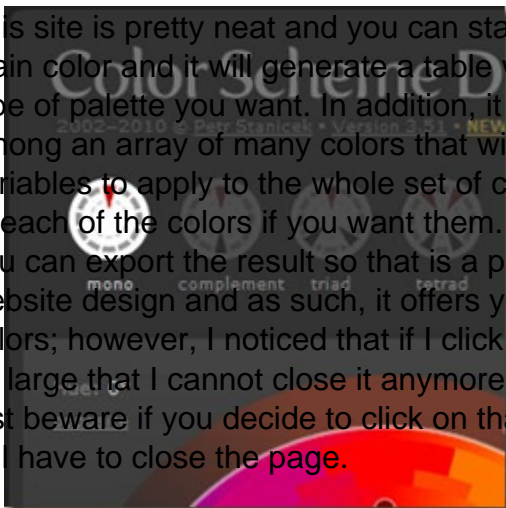 is site is pretty neat and you can sta
Color Scheme D
ain color and it will generate a table
pe of palette you want. In addition, it
2002–2010 © Petr Stanicek • Version 3.51 • NEW
ong an array of many colors that wi
riables to apply to the whole set of c
each of the colors if you want them.
u can export the result so that is a p
mono complement triad tetrad
ebsite design and as such, it offers y
lors; however, I noticed that if I click
large that I cannot close it anymore
st beware if you decide to click on tha
l have to close the page.